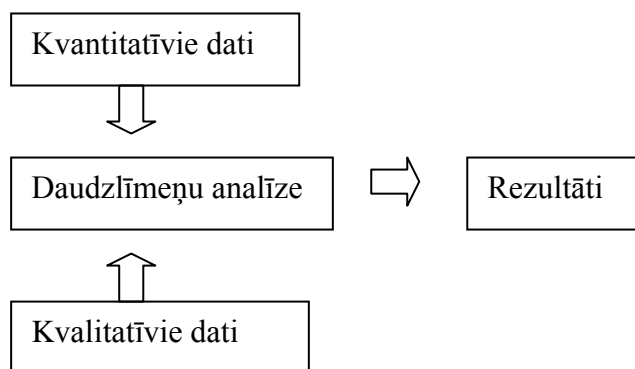 Kvantitatīvie dati
Daudzlīmeņu analīze
Rezultāti
Kvalitatīvie dati